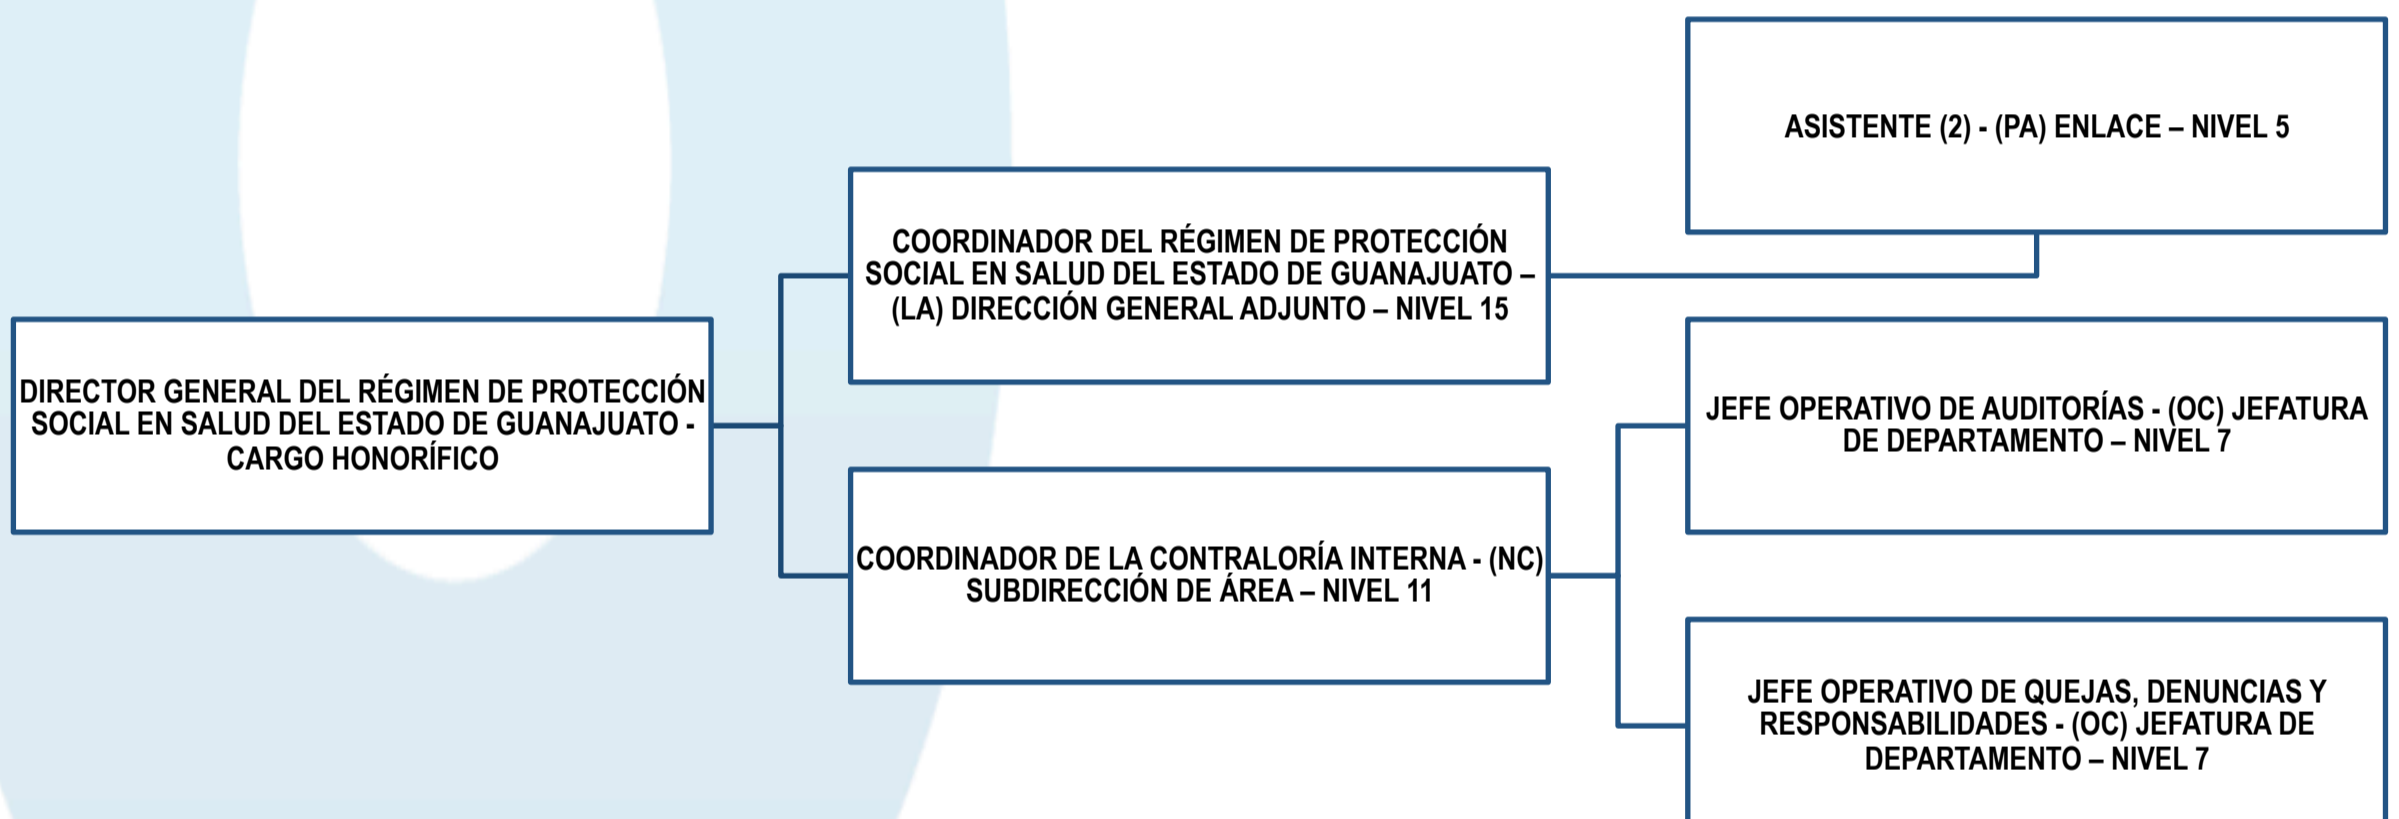 DIRECTOR GENERAL DEL RÉGIMEN DE PROTECCIÓN
SOCIAL EN SALUD DEL ESTADO DE GUANAJUATO -
CARGO HONORÍFICO
COORDINADOR DEL RÉGIMEN DE PROTECCIÓN
SOCIAL EN SALUD DEL ESTADO DE GUANAJUATO –
(LA) DIRECCIÓN GENERAL ADJUNTO – NIVEL 15
ASISTENTE (2) - (PA) ENLACE – NIVEL 5
COORDINADOR DE LA CONTRALORÍA INTERNA - (NC)
SUBDIRECCIÓN DE ÁREA – NIVEL 11
JEFE OPERATIVO DE AUDITORÍAS - (OC) JEFATURA
DE DEPARTAMENTO – NIVEL 7
JEFE OPERATIVO DE QUEJAS, DENUNCIAS Y
RESPONSABILIDADES - (OC) JEFATURA DE
DEPARTAMENTO – NIVEL 7